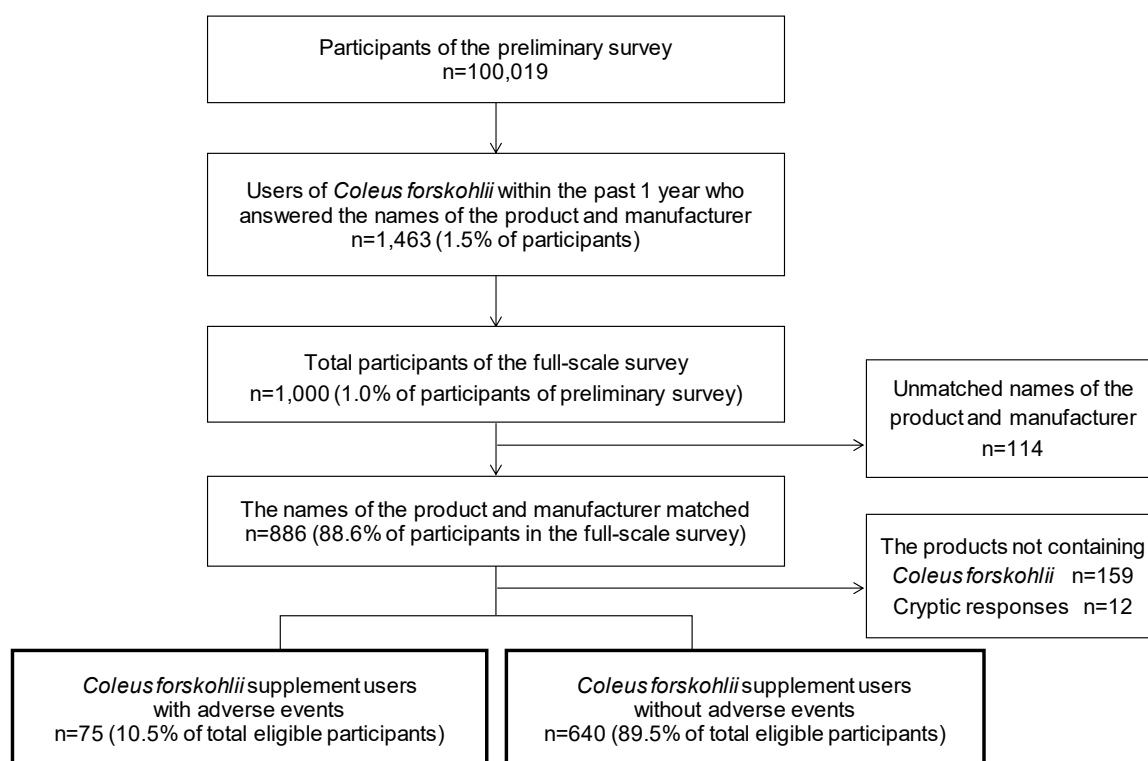 Participants of the preliminary survey
n=100,019
Users of Coleus forskohlii within the past 1 year who
answered the names of the product and manufacturer
n=1,463 (1.5% of participants)
Total participants of the full-scale survey
n=1,000 (1.0% of participants of preliminary survey)
Unmatched names of the
product and manufacturer
n=114
The names of the product and manufacturer matched
n=886 (88.6% of participants in the full-scale survey)
The products not containing
Coleus forskohlii n=159
Cryptic responses n=12
Coleus forskohlii supplement users
with adverse events
n=75 (10.5% of total eligible participants)
Coleus forskohlii supplement users
without adverse events
n=640 (89.5% of total eligible participants)